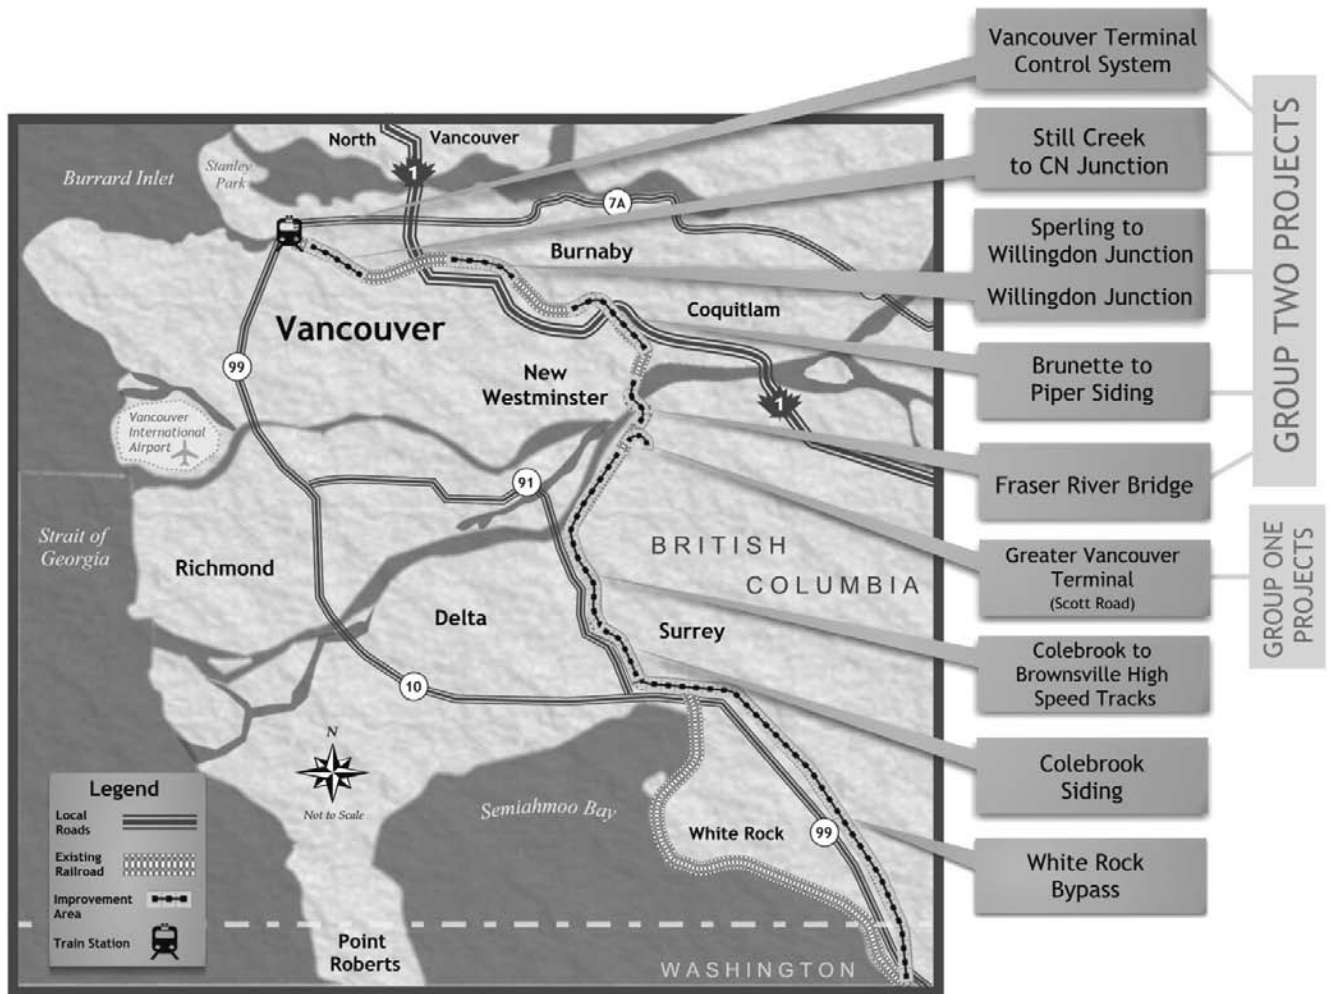 Vancouver Terminal
Control System
Still Creek
to CN Junction
Sperling to
Willingdon Junction
Willingdon Junction
Brunette to
Piper Siding
Fraser River Bridge
Greater Vancouver
Terminal
(Scott Road)
Colebrook to
Brownsville High
Speed Tracks
Colebrook
Siding
White Rock
Bypass
GROUP TWO PROJECTS
GROUP ONE
PROJECTS
North Vancouver
1
Stanley
Park
Burrard Inlet
7A
Burnaby
Coquitlam
Vancouver
99
New
Westminster
1
Vancouver
International
Airport
91
Strait of
Georgia
BRITISH
COLUMBIA
Richmond
Delta
Surrey
10
N
Not to Scale
Semiahmoo Bay
White Rock
99
Legend
Local
Roads
Existing
Railroad
Improvement
Area
Train Station
Point
Roberts
WASHINGTON